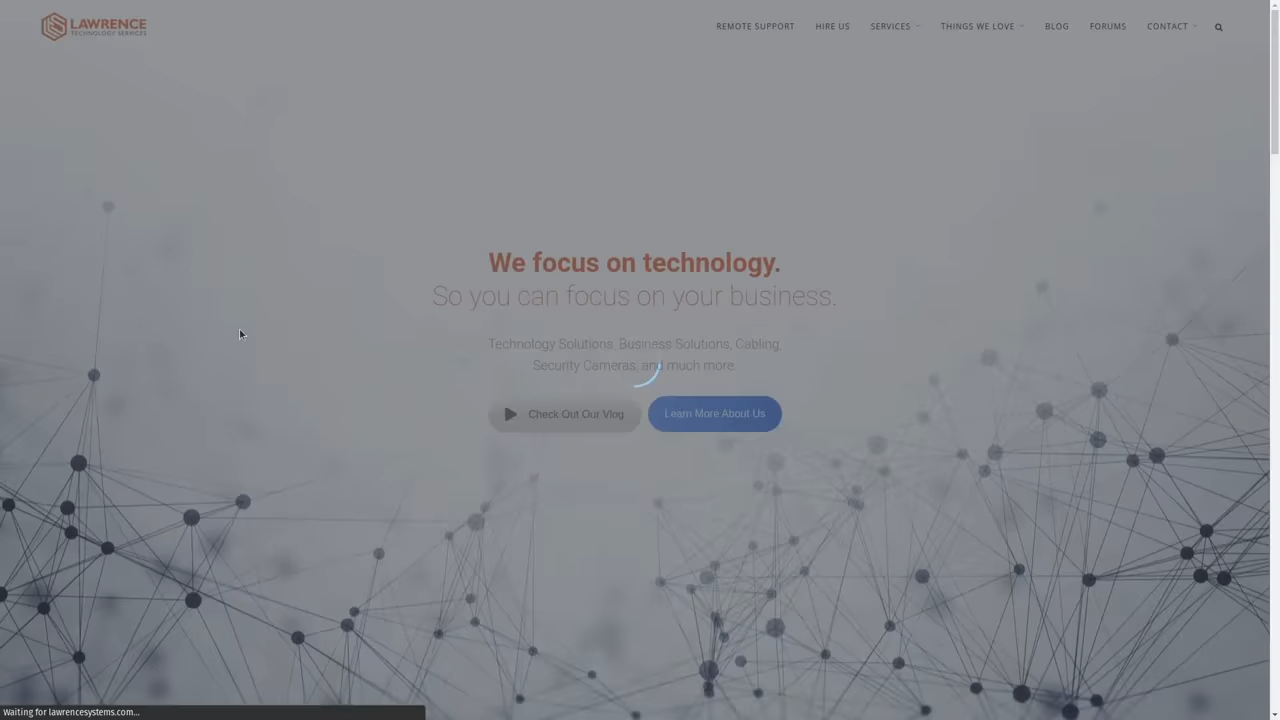 LAWRENCE
TECHNOLOGY SERVICES
REMOTE SUPPORT
HIRE US
SERVICES
THINGS WE LOVE
BLOG
FORUMS
CONTACT
We focus on technology.
So you can focus on your business.
Technology Solutions, Business Solutions, Cabling,
Security Cameras, and much more.
Check Out Our Vlog
Learn More About Us
Waiting for lawrencesystems.com...